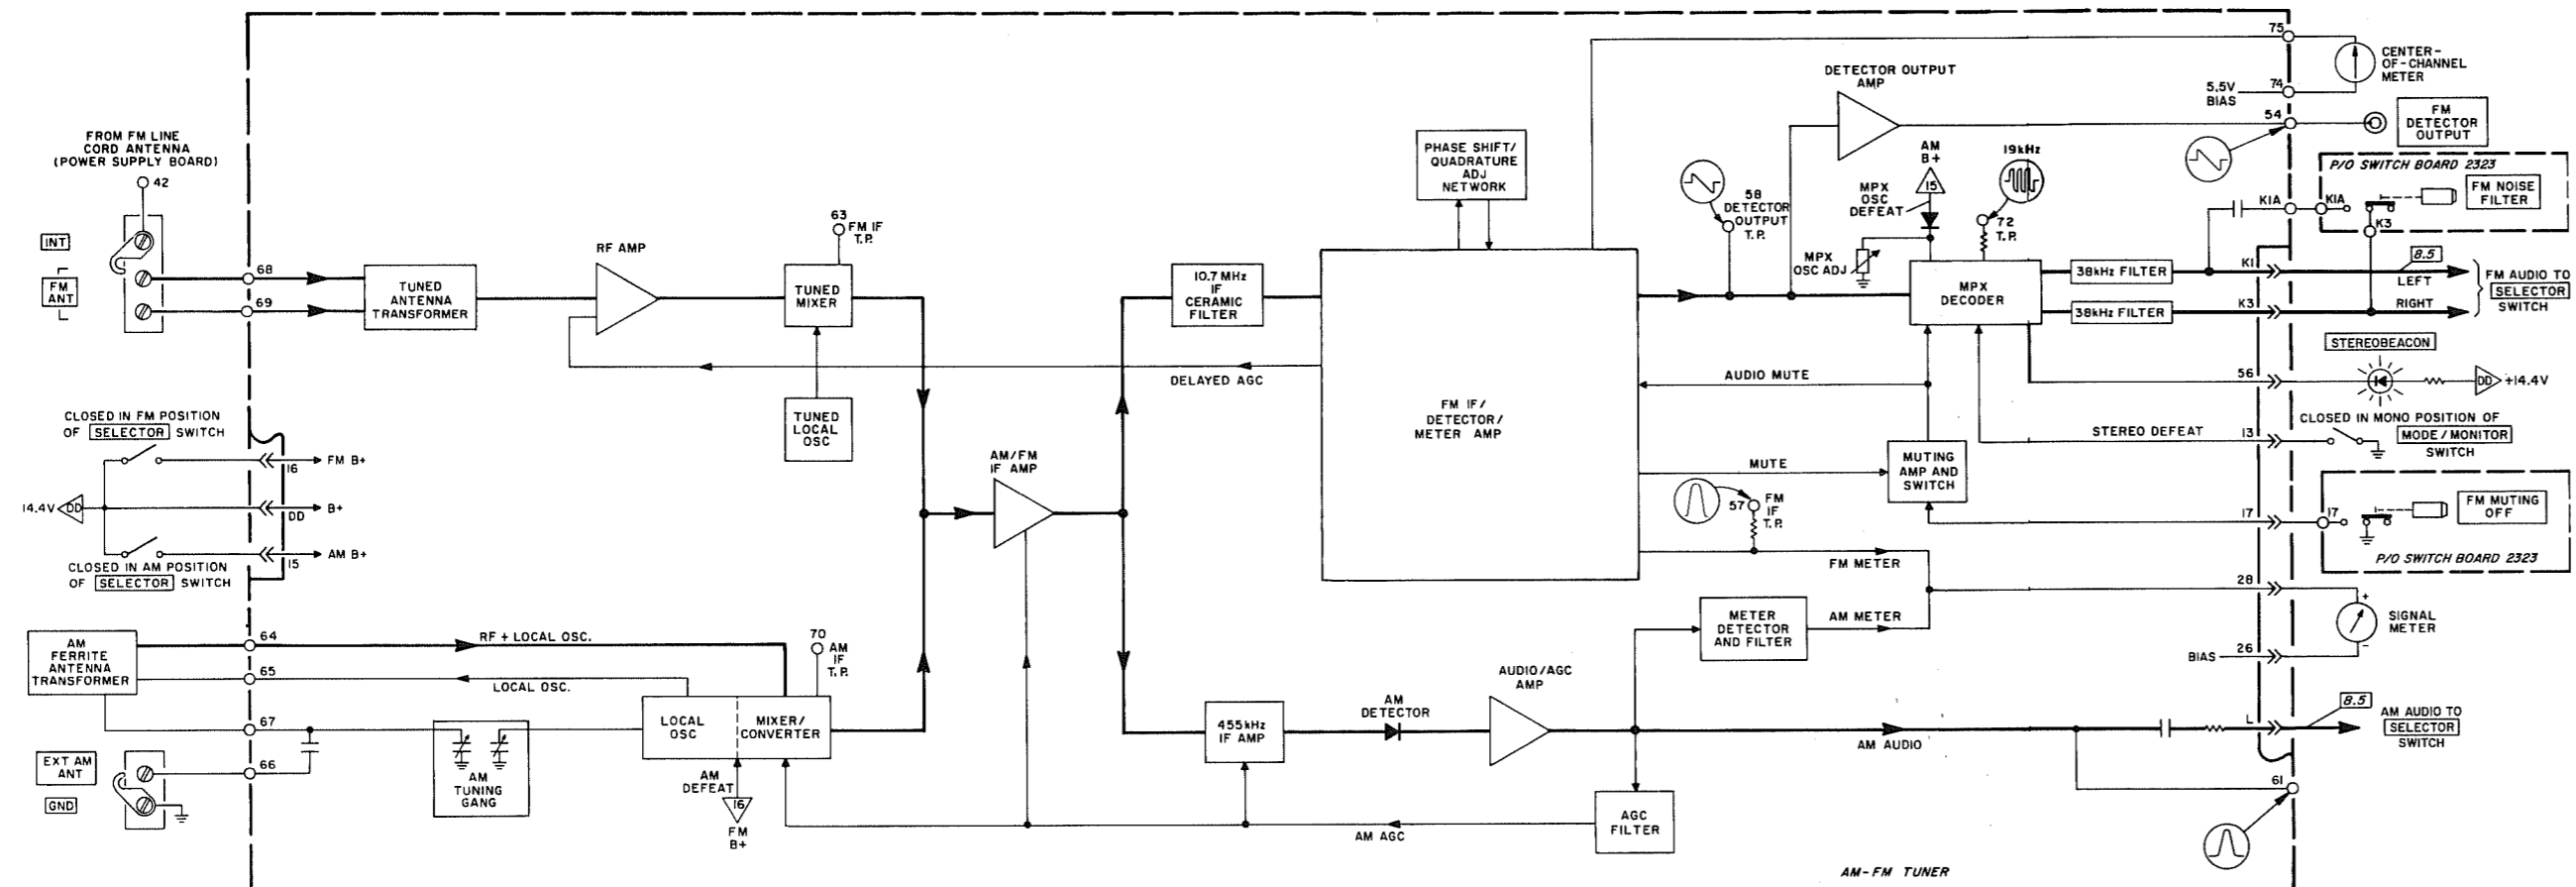 FROM FM LINE
CORD ANTENNA
(POWER SUPPLY BOARD)
42
INT
FM
ANT
68
69
TUNED
ANTENNA
TRANSFORMER
RF AMP
63
FM IF
T.P.
TUNED
MIXER
TUNED
LOCAL
OSC
DELAYED AGC
CLOSED IN FM POSITION
OF SELECTOR SWITCH
16
FM B+
14.4V
DD
DD
B+
15
AM B+
CLOSED IN AM POSITION
OF SELECTOR SWITCH
AM
FERRITE
ANTENNA
TRANSFORMER
64
RF + LOCAL OSC.
65
LOCAL OSC.
67
66
EXT AM
ANT
GND
AM
TUNING
GANG
70
AM
IF
T.P.
LOCAL
OSC
MIXER/
CONVERTER
AM
DEFEAT
16
FM
B+
AM/FM
IF AMP
10.7 MHz
IF
CERAMIC
FILTER
PHASE SHIFT/
QUADRATURE
ADJ
NETWORK
FM IF/
DETECTOR/
METER AMP
455kHz
IF AMP
AM
DETECTOR
AUDIO/AGC
AMP
AM AGC
AGC
FILTER
METER
DETECTOR
AND FILTER
AM METER
FM METER
AM AUDIO
58
DETECTOR
OUTPUT
T.P.
DETECTOR OUTPUT
AMP
AM
B+
15
MPX
OSC
DEFEAT
MPX
OSC ADJ
19kHz
72
T.P.
MPX
DECODER
38kHz FILTER
38kHz FILTER
AUDIO MUTE
MUTE
MUTING
AMP AND
SWITCH
57
FM
IF
T.P.
STEREO DEFEAT
75
CENTER-
OF-CHANNEL
METER
5.5V
BIAS
74
54
FM
DETECTOR
OUTPUT
P/O SWITCH BOARD 2323
K1A
K1A
FM NOISE
FILTER
K3
K1
8.5
LEFT
K3
RIGHT
FM AUDIO TO
SELECTOR
SWITCH
STEREOBEACON
56
DD
+14.4V
CLOSED IN MONO POSITION OF
MODE/MONITOR
SWITCH
13
17
17
FM MUTING
OFF
P/O SWITCH BOARD 2323
28
+
SIGNAL
METER
-
BIAS
26
L
8.5
AM AUDIO TO
SELECTOR
SWITCH
61
AM-FM TUNER